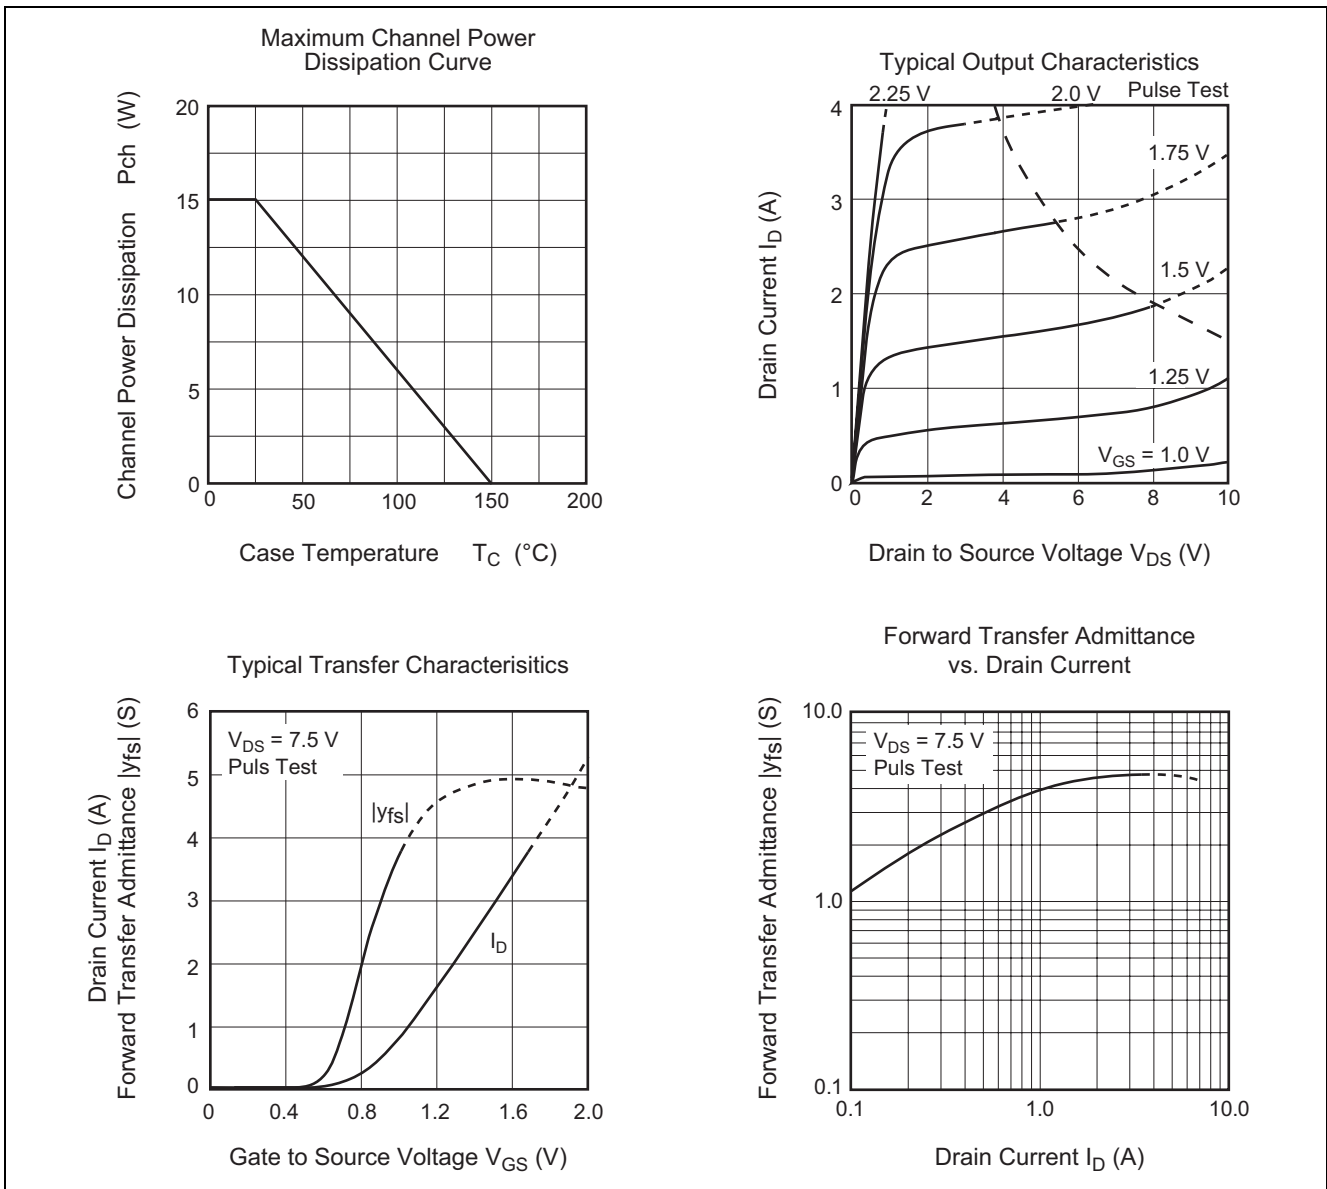 Maximum Channel Power
Dissipation Curve
Channel Power Dissipation Pch (W)
20
15
10
5
0
0
50
100
150
200
Case Temperature TC (°C)
Typical Output Characteristics
Pulse Test
2.25 V
2.0 V
1.75 V
1.5 V
1.25 V
VGS = 1.0 V
Drain Current ID (A)
4
3
2
1
0
0
2
4
6
8
10
Drain to Source Voltage VDS (V)
Typical Transfer Characterisitics
VDS = 7.5 V
Puls Test
|yfs|
ID
Drain Current ID (A)
Forward Transfer Admittance |yfs| (S)
6
5
4
3
2
1
0
0
0.4
0.8
1.2
1.6
2.0
Gate to Source Voltage VGS (V)
Forward Transfer Admittance
vs. Drain Current
VDS = 7.5 V
Puls Test
Forward Transfer Admittance |yfs| (S)
10.0
1.0
0.1
0.1
1.0
10.0
Drain Current ID (A)